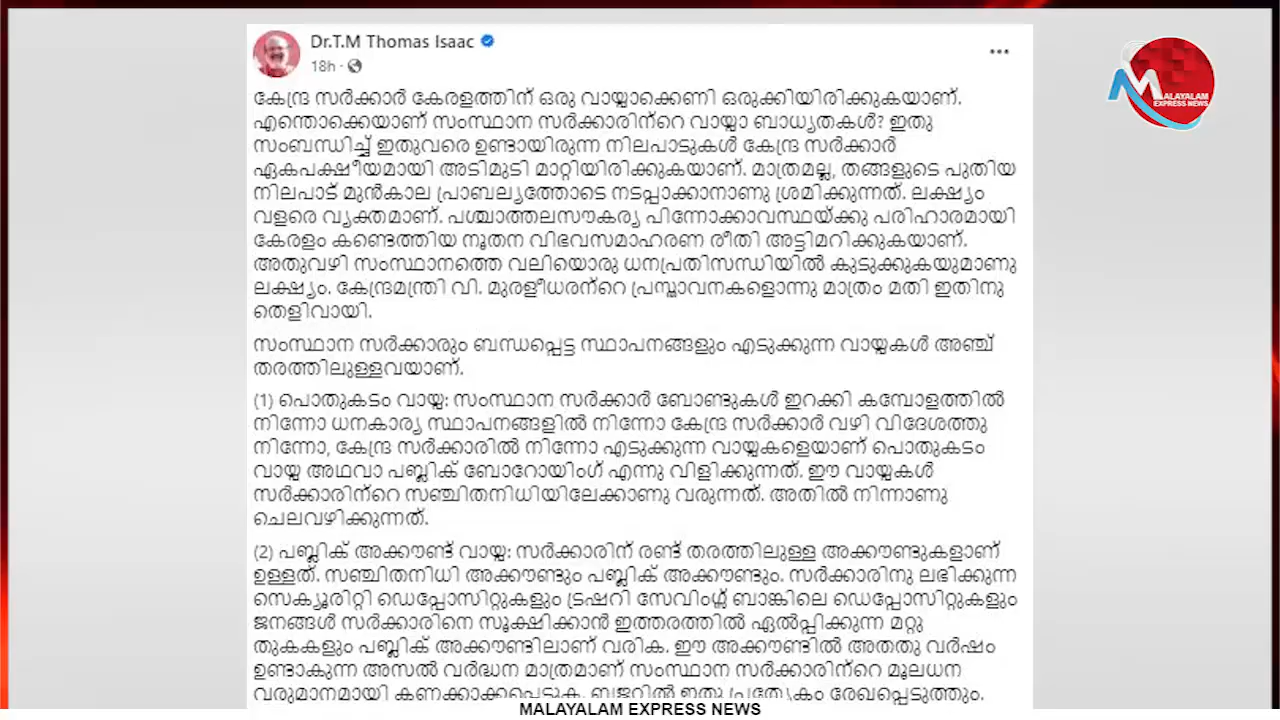 Dr.T.M Thomas Isaac
18h
MALAYALAM
EXPRESS NEWS
കേന്ദ്ര സർക്കാർ കേരളത്തിന് ഒരു വായ്പാക്കെണി ഒരുക്കിയിരിക്കുകയാണ്.
എന്തൊക്കെയാണ് സംസ്ഥാന സർക്കാരിന്റെ വായ്പാ ബാധ്യതകൾ? ഇതു
സംബന്ധിച്ച് ഇതുവരെ ഉണ്ടായിരുന്ന നിലപാടുകൾ കേന്ദ്ര സർക്കാർ
ഏകപക്ഷീയമായി അടിമുടി മാറ്റിയിരിക്കുകയാണ്. മാത്രമല്ല, തങ്ങളുടെ പുതിയ
നിലപാട് മുൻകാല പ്രാബല്യത്തോടെ നടപ്പാക്കാനാണു ശ്രമിക്കുന്നത്. ലക്ഷ്യം
വളരെ വ്യക്തമാണ്. പശ്ചാത്തലസൗകര്യ പിന്നോക്കാവസ്ഥയ്ക്കു പരിഹാരമായി
കേരളം കണ്ടെത്തിയ നൂതന വിഭവസമാഹരണ രീതി അട്ടിമറിക്കുകയാണ്.
അതുവഴി സംസ്ഥാനത്തെ വലിയൊരു ധനപ്രതിസന്ധിയിൽ കുടുക്കുകയുമാണു
ലക്ഷ്യം. കേന്ദ്രമന്ത്രി വി. മുരളീധരന്റെ പ്രസ്താവനകളൊന്നു മാത്രം മതി ഇതിനു
തെളിവായി.
സംസ്ഥാന സർക്കാരും ബന്ധപ്പെട്ട സ്ഥാപനങ്ങളും എടുക്കുന്ന വായ്പകൾ അഞ്ച്
തരത്തിലുള്ളവയാണ്.
(1) പൊതുകടം വായ്പ: സംസ്ഥാന സർക്കാർ ബോണ്ടുകൾ ഇറക്കി കമ്പോളത്തിൽ
നിന്നോ ധനകാര്യ സ്ഥാപനങ്ങളിൽ നിന്നോ കേന്ദ്ര സർക്കാർ വഴി വിദേശത്തു
നിന്നോ, കേന്ദ്ര സർക്കാരിൽ നിന്നോ എടുക്കുന്ന വായ്പകളെയാണ് പൊതുകടം
വായ്പ അഥവാ പബ്ലിക് ബോറോയിംഗ് എന്നു വിളിക്കുന്നത്. ഈ വായ്പകൾ
സർക്കാരിന്റെ സഞ്ചിതനിധിയിലേക്കാണു വരുന്നത്. അതിൽ നിന്നാണു
ചെലവഴിക്കുന്നത്.
(2) പബ്ലിക് അക്കൗണ്ട് വായ്പ: സർക്കാരിന് രണ്ട് തരത്തിലുള്ള അക്കൗണ്ടുകളാണ്
ഉള്ളത്. സഞ്ചിതനിധി അക്കൗണ്ടും പബ്ലിക് അക്കൗണ്ടും. സർക്കാരിനു ലഭിക്കുന്ന
സെക്യൂരിറ്റി ഡെപ്പോസിറ്റുകളും ട്രഷറി സേവിംഗ്സ് ബാങ്കിലെ ഡെപ്പോസിറ്റുകളും
ജനങ്ങൾ സർക്കാരിനെ സൂക്ഷിക്കാൻ ഇത്തരത്തിൽ ഏൽപ്പിക്കുന്ന മറ്റു
തുകകളും പബ്ലിക് അക്കൗണ്ടിലാണ് വരിക. ഈ അക്കൗണ്ടിൽ അതതു വർഷം
ഉണ്ടാകുന്ന അസൽ വർദ്ധന മാത്രമാണ് സംസ്ഥാന സർക്കാരിന്റെ മൂലധന
വരുമാനമായി കണക്കാക്കപ്പെടുക. ബജറ്റിൽ ഇതു പ്രത്യേകം രേഖപ്പെടുത്തും.
MALAYALAM EXPRESS NEWS